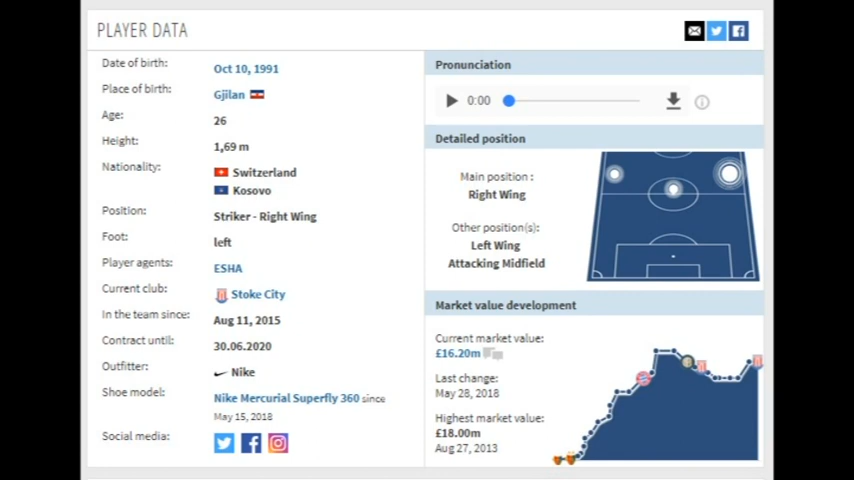 PLAYER DATA
Date of birth: Oct 10, 1991
Place of birth: Gjilan
Age: 26
Height: 1,69 m
Nationality: Switzerland
Kosovo
Position: Striker - Right Wing
Foot: left
Player agents: ESHA
Current club: Stoke City
In the team since: Aug 11, 2015
Contract until: 30.06.2020
Outfitter: Nike
Shoe model: Nike Mercurial Superfly 360 since
May 15, 2018
Social media:
Pronunciation
0:00
Detailed position
Main position :
Right Wing
Other position(s):
Left Wing
Attacking Midfield
Market value development
Current market value:
£16.20m
Last change:
May 28, 2018
Highest market value:
£18.00m
Aug 27, 2013